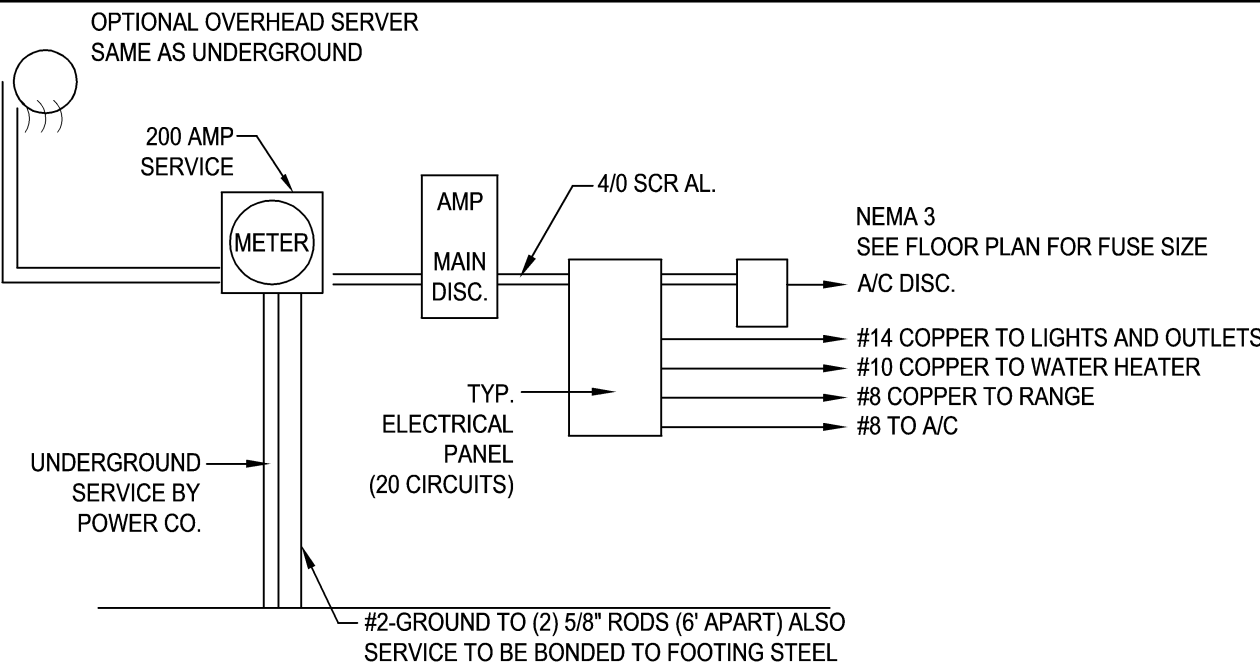 OPTIONAL OVERHEAD SERVER
SAME AS UNDERGROUND
200 AMP
SERVICE
METER
AMP
MAIN
DISC.
4/0 SCR AL.
NEMA 3
SEE FLOOR PLAN FOR FUSE SIZE
A/C DISC.
#14 COPPER TO LIGHTS AND OUTLETS
#10 COPPER TO WATER HEATER
#8 COPPER TO RANGE
#8 TO A/C
TYP.
ELECTRICAL
PANEL
(20 CIRCUITS)
UNDERGROUND
SERVICE BY
POWER CO.
#2-GROUND TO (2) 5/8" RODS (6' APART) ALSO
SERVICE TO BE BONDED TO FOOTING STEEL